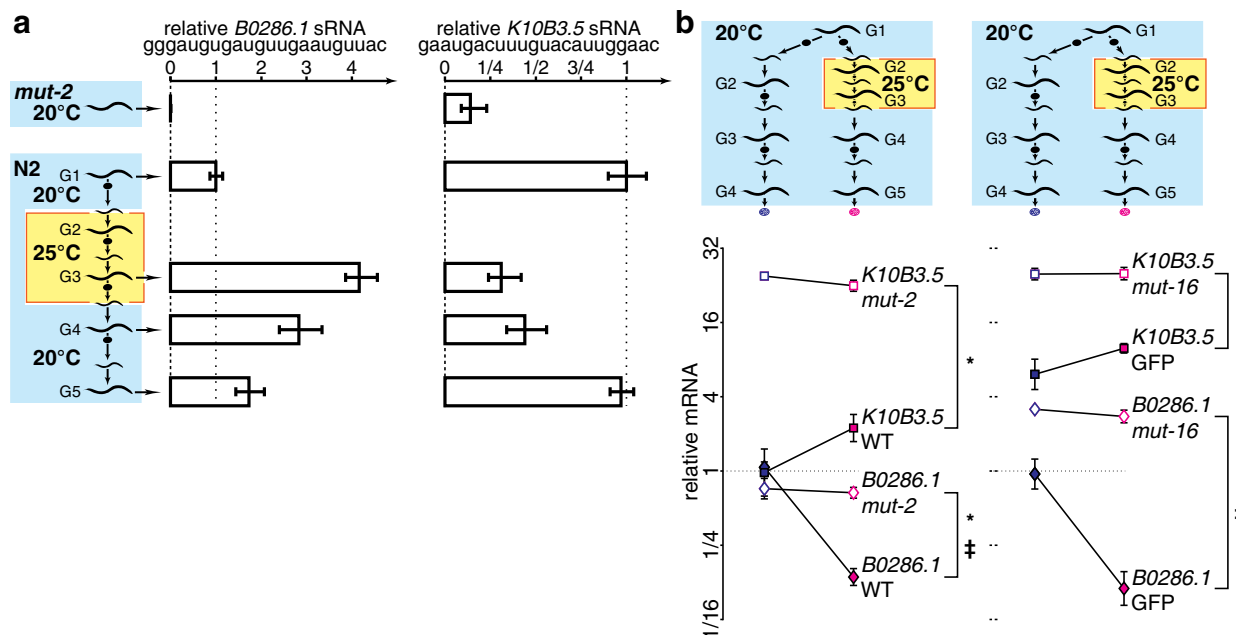 a
relative B0286.1 sRNA
gggaugugauguugaauguuac
0 1 2 3 4
relative K10B3.5 sRNA
gaaugacuuuguacauuggaac
0 1/4 1/2 3/4 1
mut-2
20°C
N2
G1
20°C
G2
25°C
G3
G4
20°C
G5
b
20°C
G1
G2
G2
25°C
G3
G3
G4
G4
G5
20°C
G1
G2
G2
25°C
G3
G3
G4
G4
G5
relative mRNA
32
16
4
1
1/4
1/16
K10B3.5
mut-2
*
K10B3.5
WT
B0286.1
mut-2
*
‡
B0286.1
WT
K10B3.5
mut-16
K10B3.5
GFP
B0286.1
mut-16
B0286.1
GFP